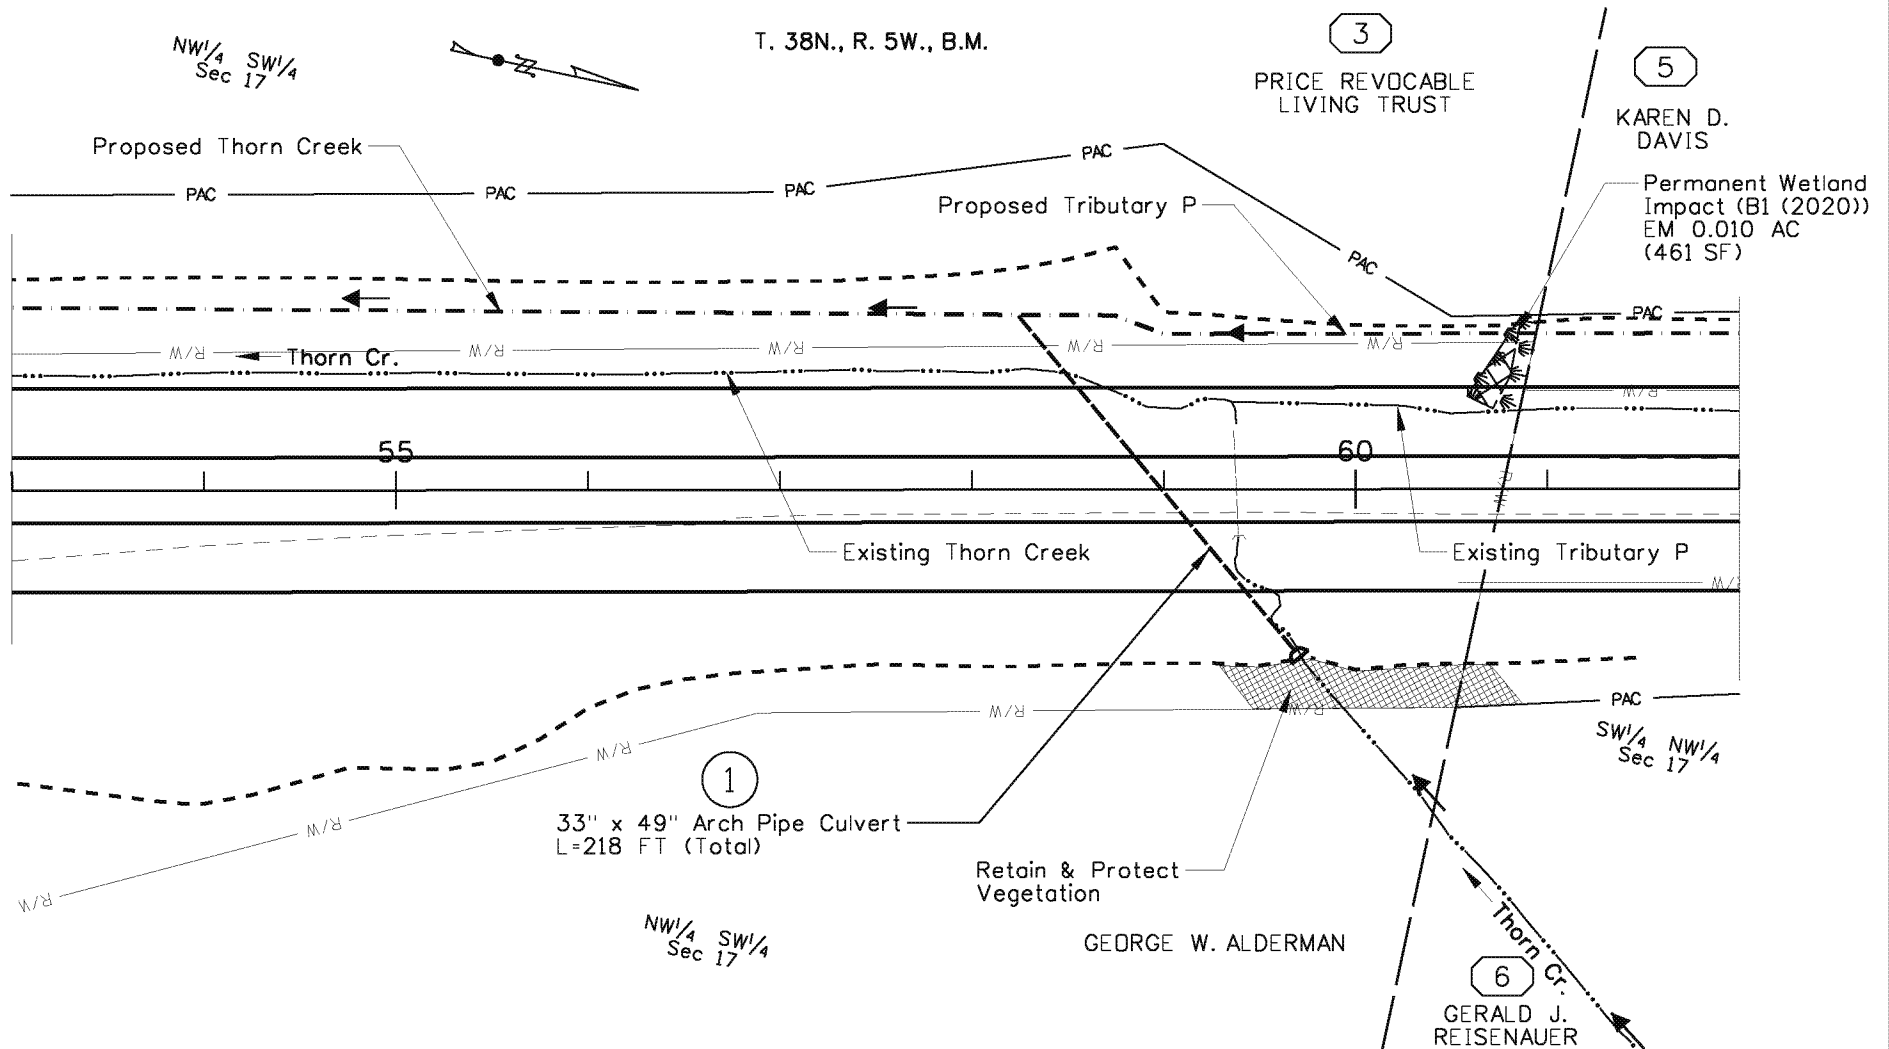 T. 38N., R. 5W., B.M.
NW1/4 SW1/4
Sec 17
N
3
PRICE REVOCABLE
LIVING TRUST
5
KAREN D.
DAVIS
Proposed Thorn Creek
PAC
PAC
PAC
PAC
PAC
PAC
Proposed Tributary P
Permanent Wetland
Impact (B1 (2020))
EM 0.010 AC
(461 SF)
R/W
Thorn Cr.
R/W
R/W
R/W
R/W
R/W
55
60
R/W
Existing Thorn Creek
Existing Tributary P
R/W
R/W
R/W
PAC
SW1/4 NW1/4
Sec 17
R/W
1
33" x 49" Arch Pipe Culvert
L=218 FT (Total)
R/W
Retain & Protect
Vegetation
R/W
NW1/4 SW1/4
Sec 17
GEORGE W. ALDERMAN
Thorn Cr.
6
GERALD J.
REISENAUER